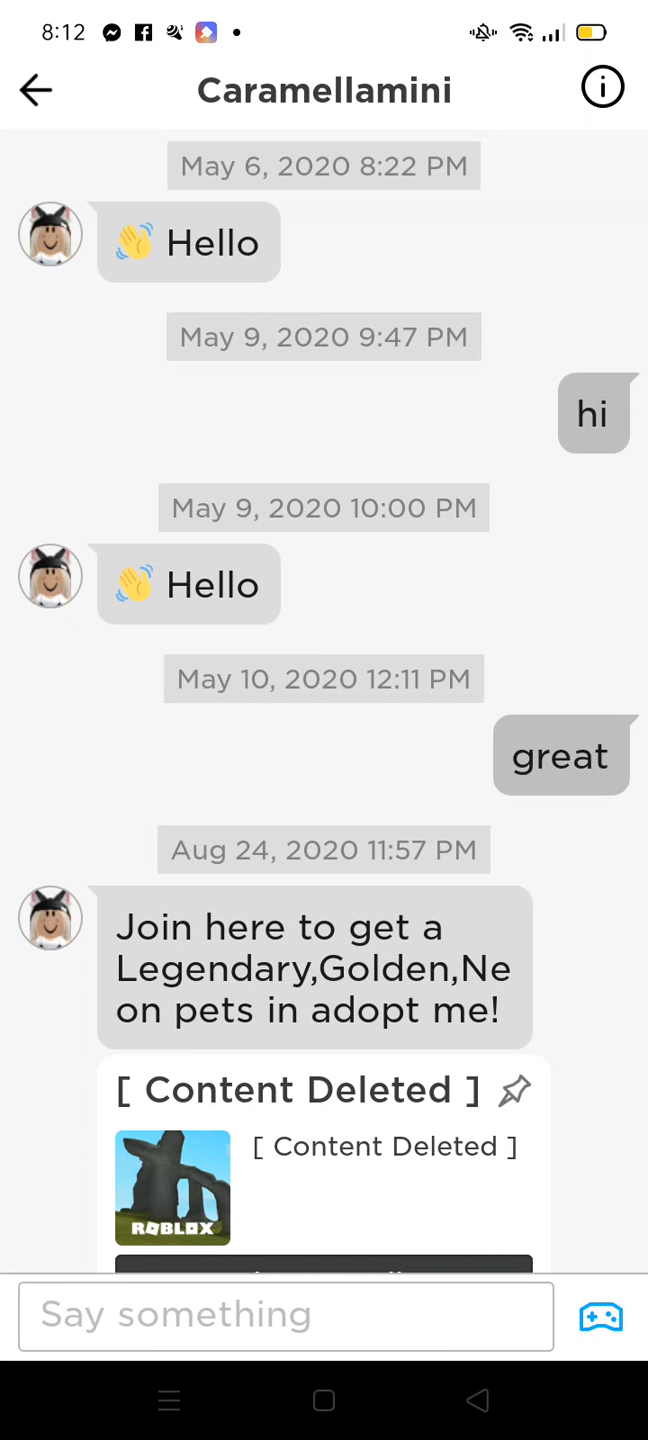 8:12
Caramellamini
May 6, 2020 8:22 PM
👋 Hello
May 9, 2020 9:47 PM
hi
May 9, 2020 10:00 PM
👋 Hello
May 10, 2020 12:11 PM
great
Aug 24, 2020 11:57 PM
Join here to get a
Legendary,Golden,Ne
on pets in adopt me!
[ Content Deleted ]
[ Content Deleted ]
ROBLOX
Say something